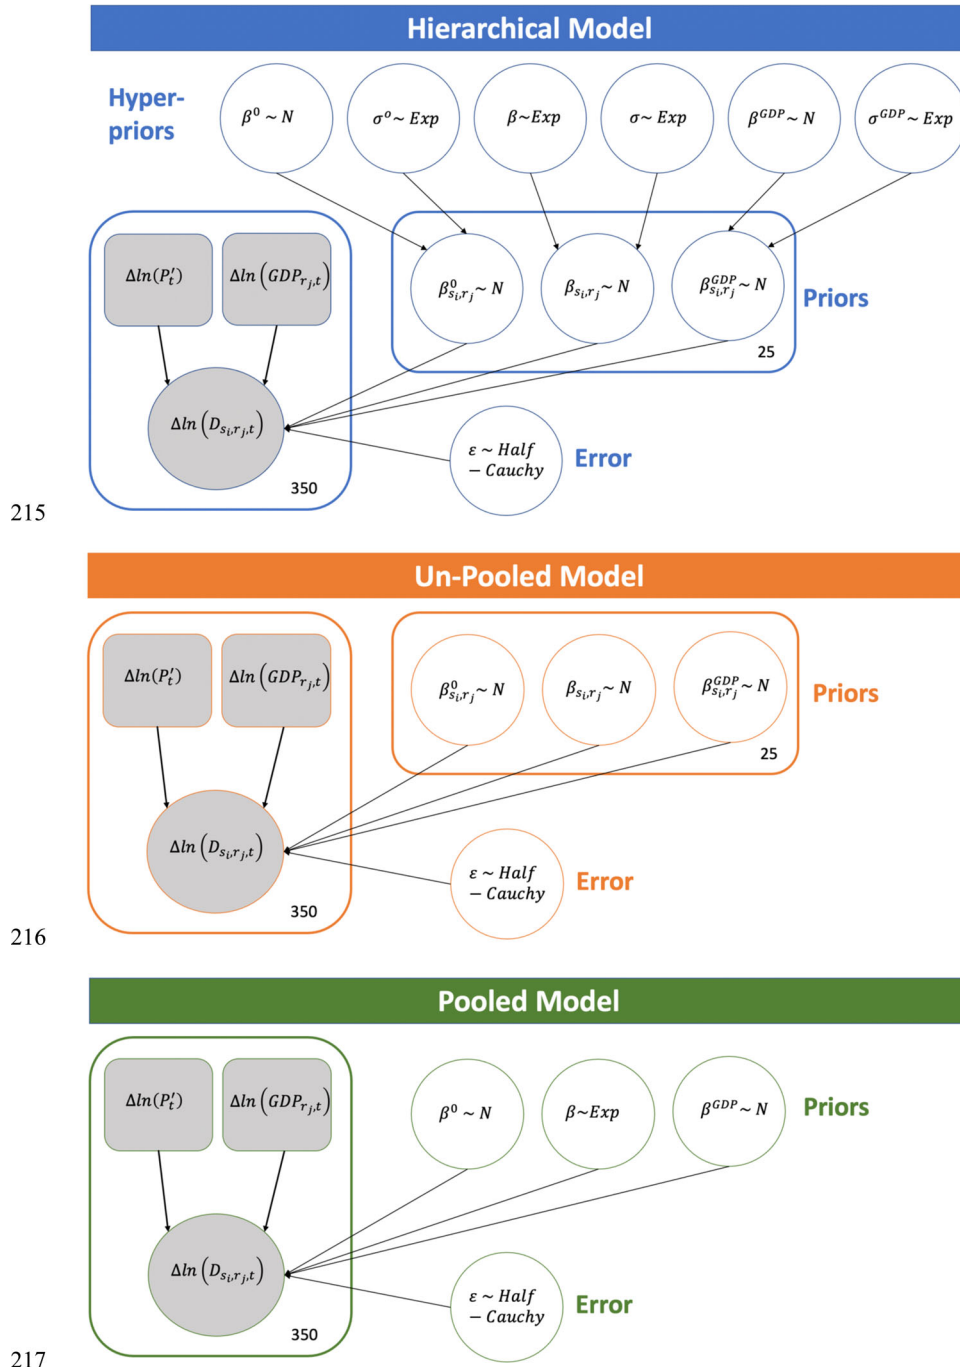 Hierarchical Model
Hyper-
priors
β⁰ ~ N
σᵒ ~ Exp
β~Exp
σ~ Exp
β^{GDP} ~ N
σ^{GDP} ~ Exp
Δln(P′_t)
Δln(GDP_{r_j,t})
β⁰_{s_i,r_j} ~ N
β_{s_i,r_j} ~ N
β^{GDP}_{s_i,r_j} ~ N
Priors
25
Δln(D_{s_i,r_j,t})
ε ~ Half
− Cauchy
Error
350
215
Un-Pooled Model
Δln(P′_t)
Δln(GDP_{r_j,t})
β⁰_{s_i,r_j} ~ N
β_{s_i,r_j} ~ N
β^{GDP}_{s_i,r_j} ~ N
Priors
25
Δln(D_{s_i,r_j,t})
ε ~ Half
− Cauchy
Error
350
216
Pooled Model
Δln(P′_t)
Δln(GDP_{r_j,t})
β⁰ ~ N
β~Exp
β^{GDP} ~ N
Priors
Δln(D_{s_i,r_j,t})
ε ~ Half
− Cauchy
Error
350
217